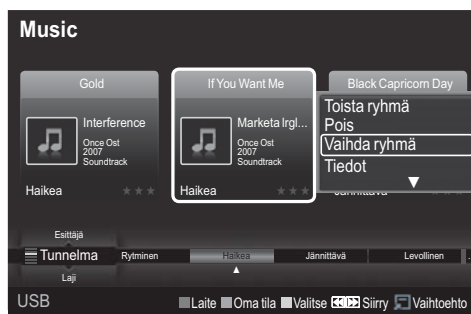 Music
Gold
If You Want Me
Black Capricorn Day
Interference
Once Ost
2007
Soundtrack
Haikea
Marketa Irgl...
Once Ost
2007
Soundtrack
Haikea
Toista ryhmä
Pois
Vaihda ryhmä
Tiedot
Jännittävä
Esittäjä
Tunnelma
Laji
Rytminen
Haikea
Jännittävä
Levollinen
USB
Laite Oma tila Valitse Siirry Vaihtoehto